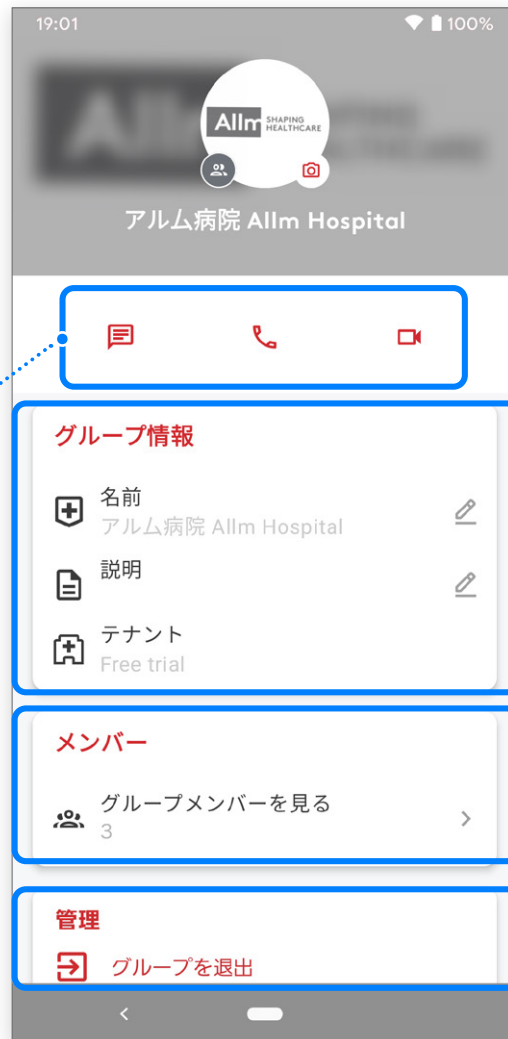 19:01
100%
Allm SHAPING
HEALTHCARE
アルム病院 Allm Hospital
グループ情報
名前
アルム病院 Allm Hospital
説明
テナント
Free trial
メンバー
グループメンバーを見る
3
管理
グループを退出